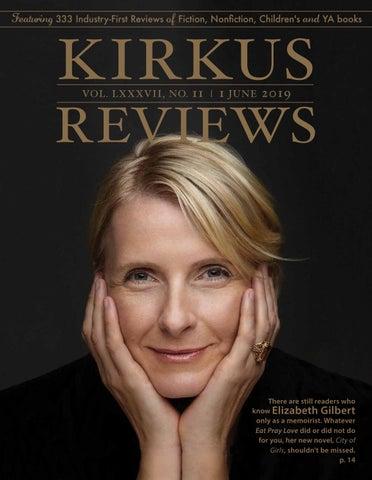 Featuring 333 Industry-First Reviews of Fiction, Nonfiction, Children's and YA books
KIRKUS
VOL. LXXXVII, NO. 11 | 1 JUNE 2019
REVIEWS
There are still readers who
know Elizabeth Gilbert
only as a memoirist. Whatever
Eat Pray Love did or did not do
for you, her new novel, City of
Girls, shouldn't be missed.
p. 14